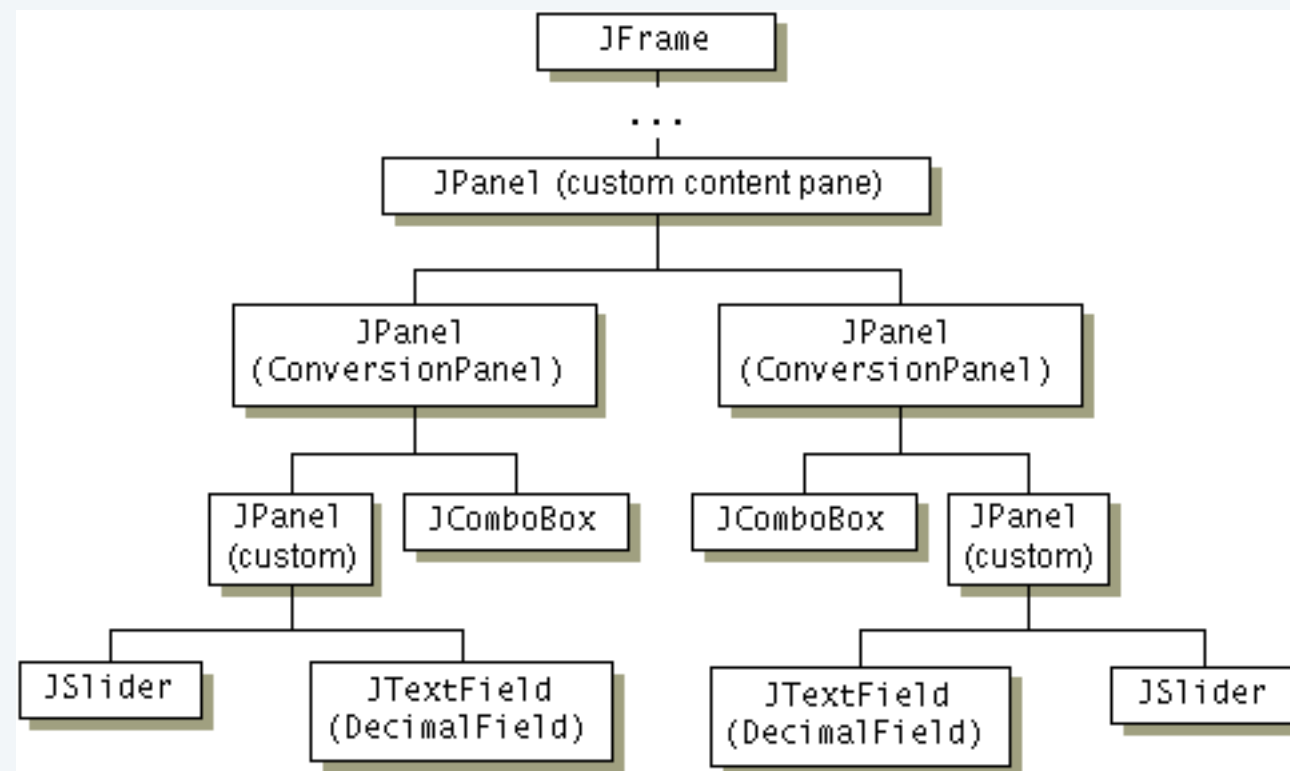 JFrame
...
JPanel (custom content pane)
JPanel
(ConversionPanel)
JPanel
(ConversionPanel)
JPanel
(custom)
JComboBox
JComboBox
JPanel
(custom)
JSlider
JTextField
(DecimalField)
JTextField
(DecimalField)
JSlider